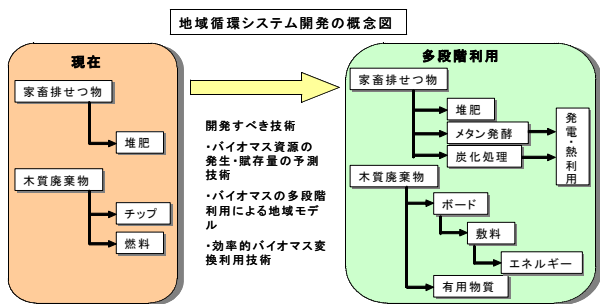 地域循環システム開発の概念図
現在
家畜排せつ物
堆肥
木質廃棄物
チップ
燃料
開発すべき技術
・バイオマス資源の
発生・賦存量の予測
技術
・バイオマスの多段階
利用による地域モデ
ル
・効率的バイオマス変
換利用技術
多段階利用
家畜排せつ物
堆肥
メタン発酵
炭化処理
発電・熱利用
木質廃棄物
ボード
敷料
エネルギー
有用物質